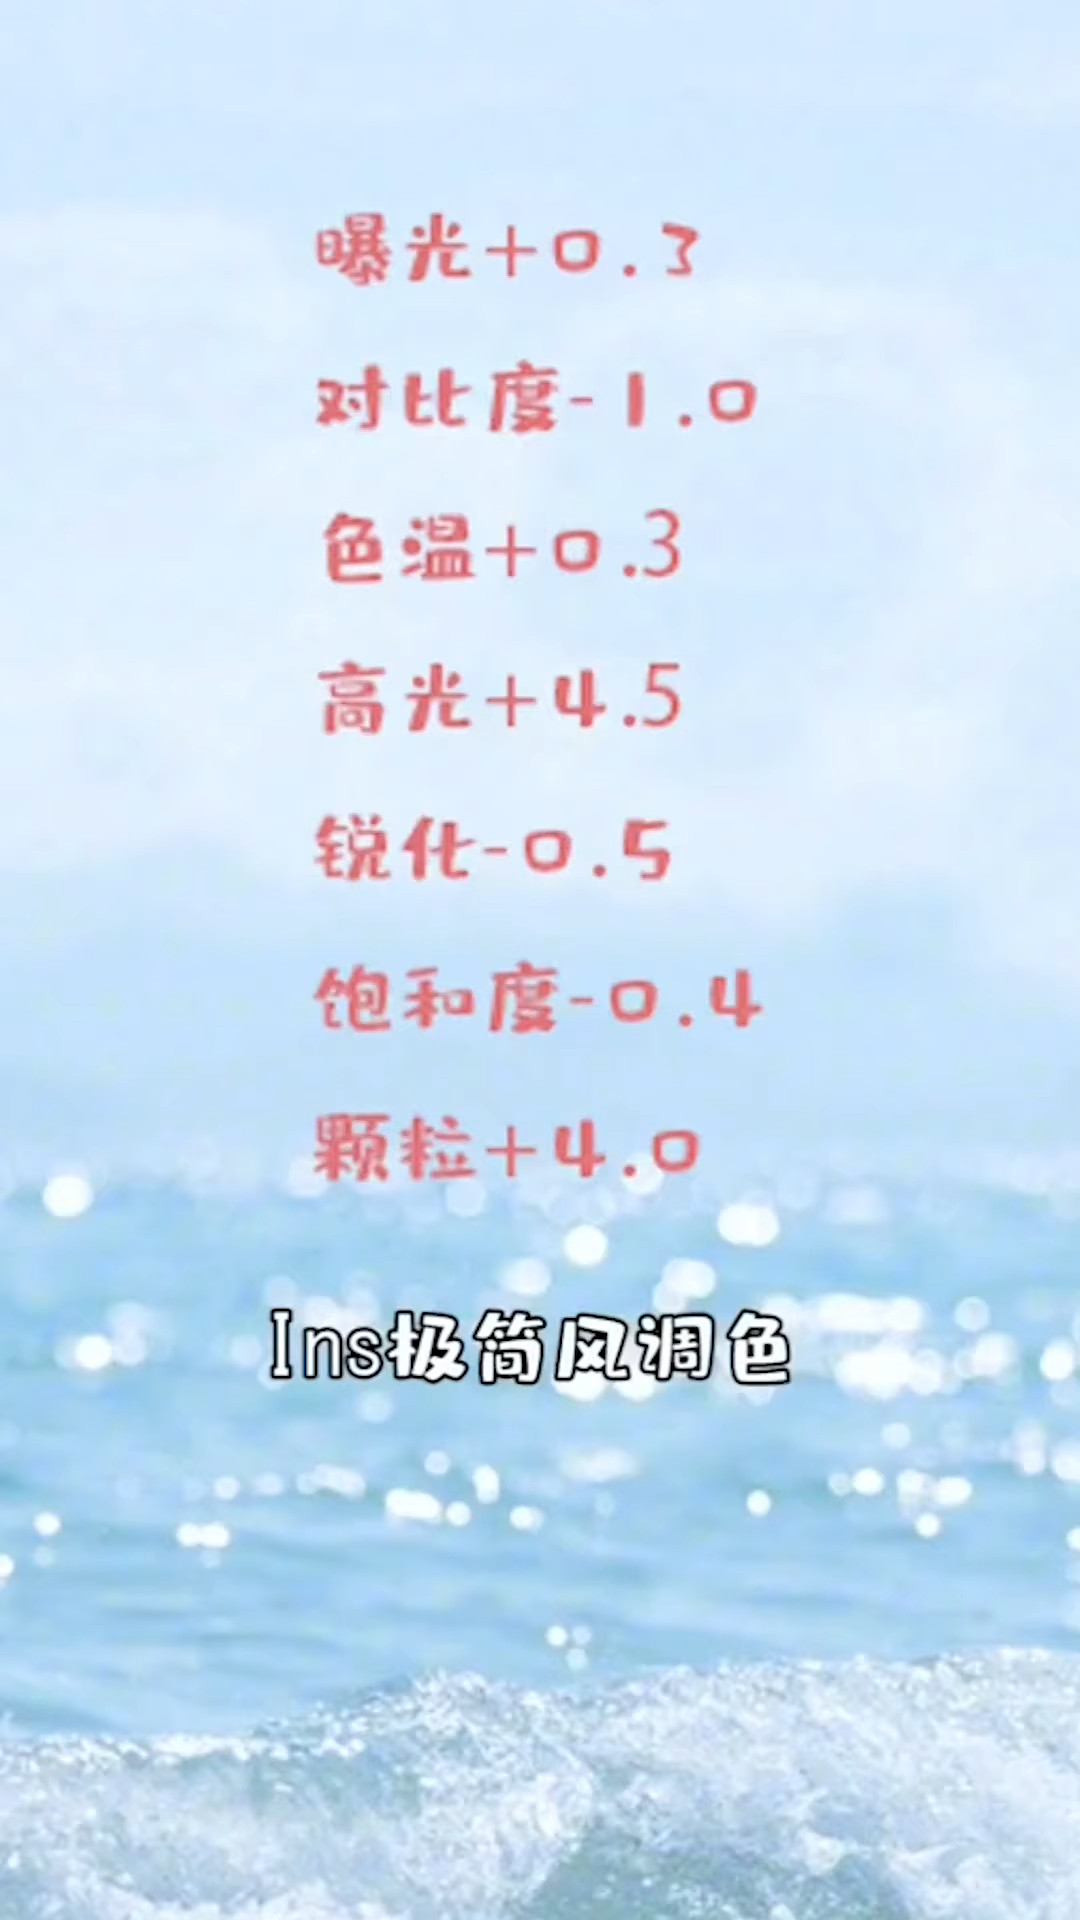 曝光+0.3
对比度-1.0
色温+0.3
高光+4.5
锐化-0.5
饱和度-0.4
颗粒+4.0
Ins极简风调色